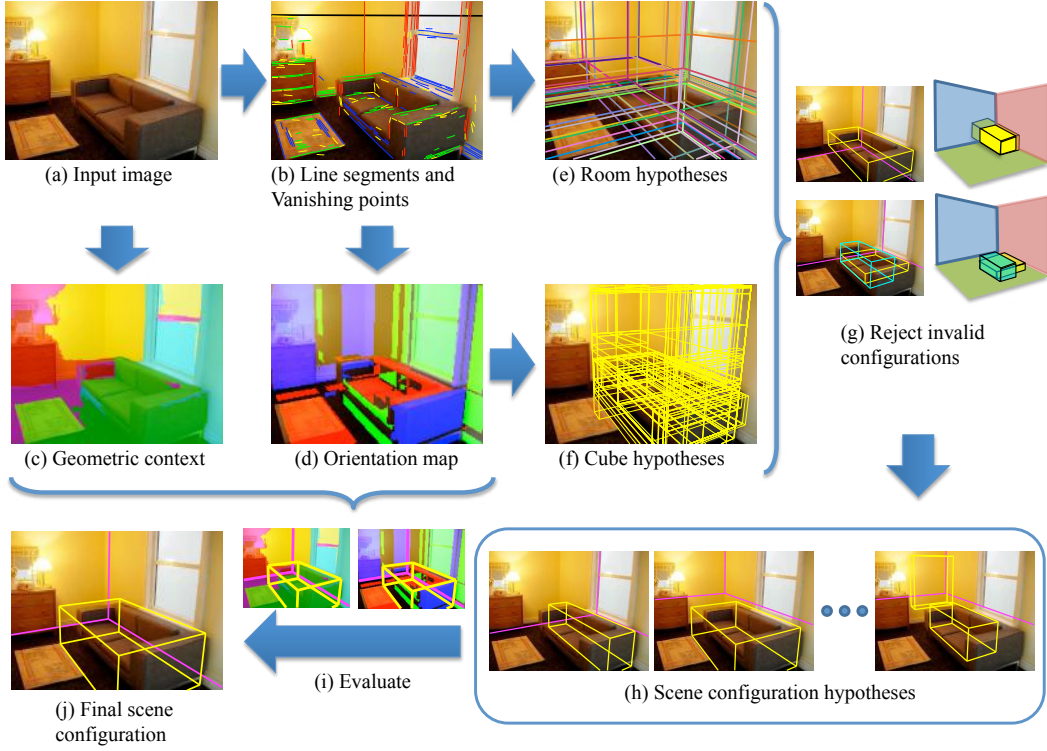 (a) Input image
(b) Line segments and
Vanishing points
(e) Room hypotheses
(g) Reject invalid
configurations
(c) Geometric context
(d) Orientation map
(f) Cube hypotheses
(i) Evaluate
(h) Scene configuration hypotheses
(j) Final scene
configuration